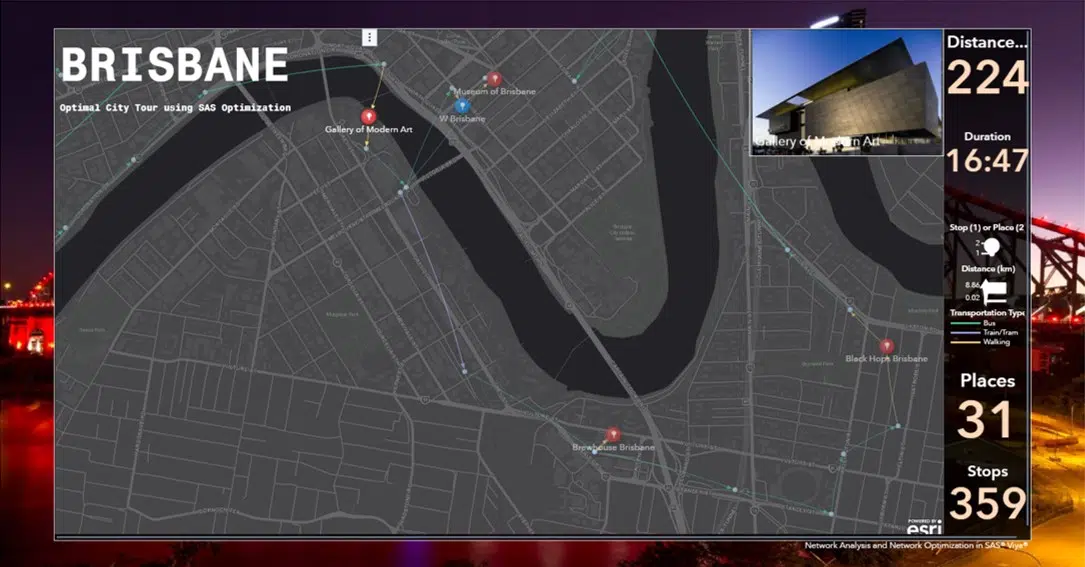 BRISBANE
Optimal City Tour using SAS Optimization
Museum of Brisbane
W Brisbane
Gallery of Modern Art
Black Hops Brisbane
Brewhouse Brisbane
Gallery of Modern Art
Distance...
224
Duration
16:47
Stop (1) or Place (2
2
1
Distance (km)
8.86
0.02
Transportation Type
Bus
Train/Tram
Walking
Places
31
Stops
359
POWERED BY
esri
Network Analysis and Network Optimization in SAS® Viya®